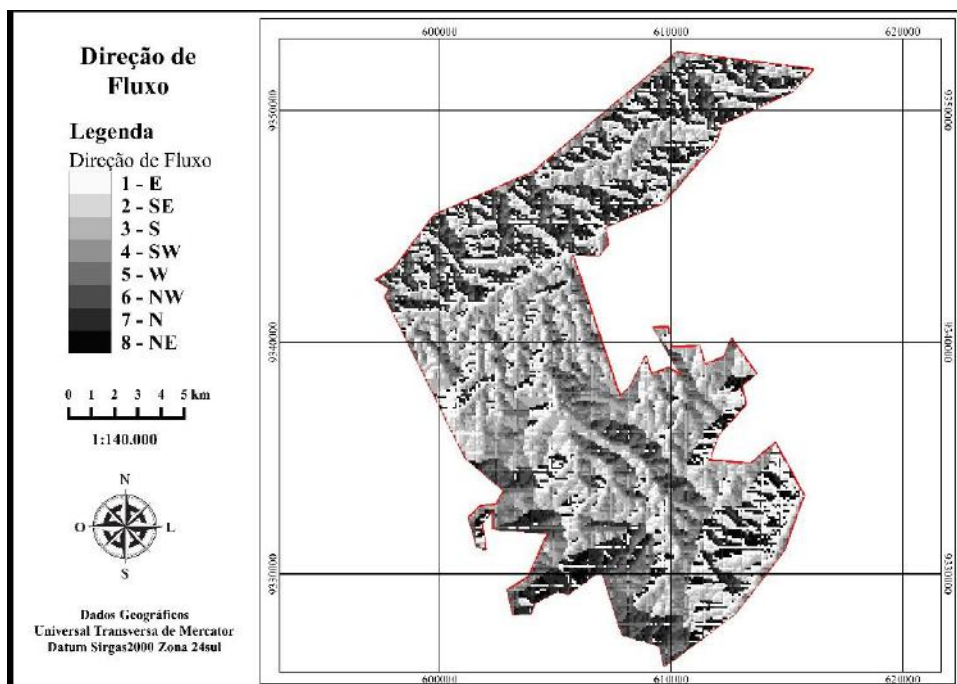 Direção de
Fluxo
Legenda
Direção de Fluxo
1 - E
2 - SE
3 - S
4 - SW
5 - W
6 - NW
7 - N
8 - NE
0 1 2 3 4 5 km
1:140.000
N
O L
S
Dados Geográficos
Universal Transversa de Mercator
Datum Sirgas2000 Zona 24sul
600000 610000 620000
9350000 9350000
9340000 9340000
9330000 9330000
600000 610000 620000